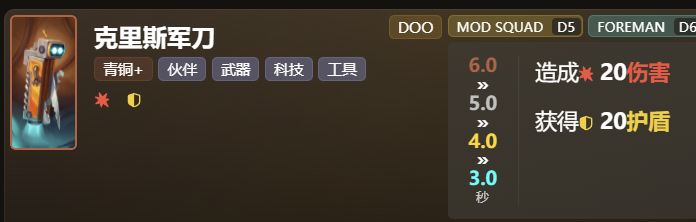 克里斯军刀
DOO
MOD SQUAD D5
FOREMAN D6
青铜+ 伙伴 武器 科技 工具
6.0
»
5.0
»
4.0
»
3.0
秒
造成 20伤害
获得 20护盾